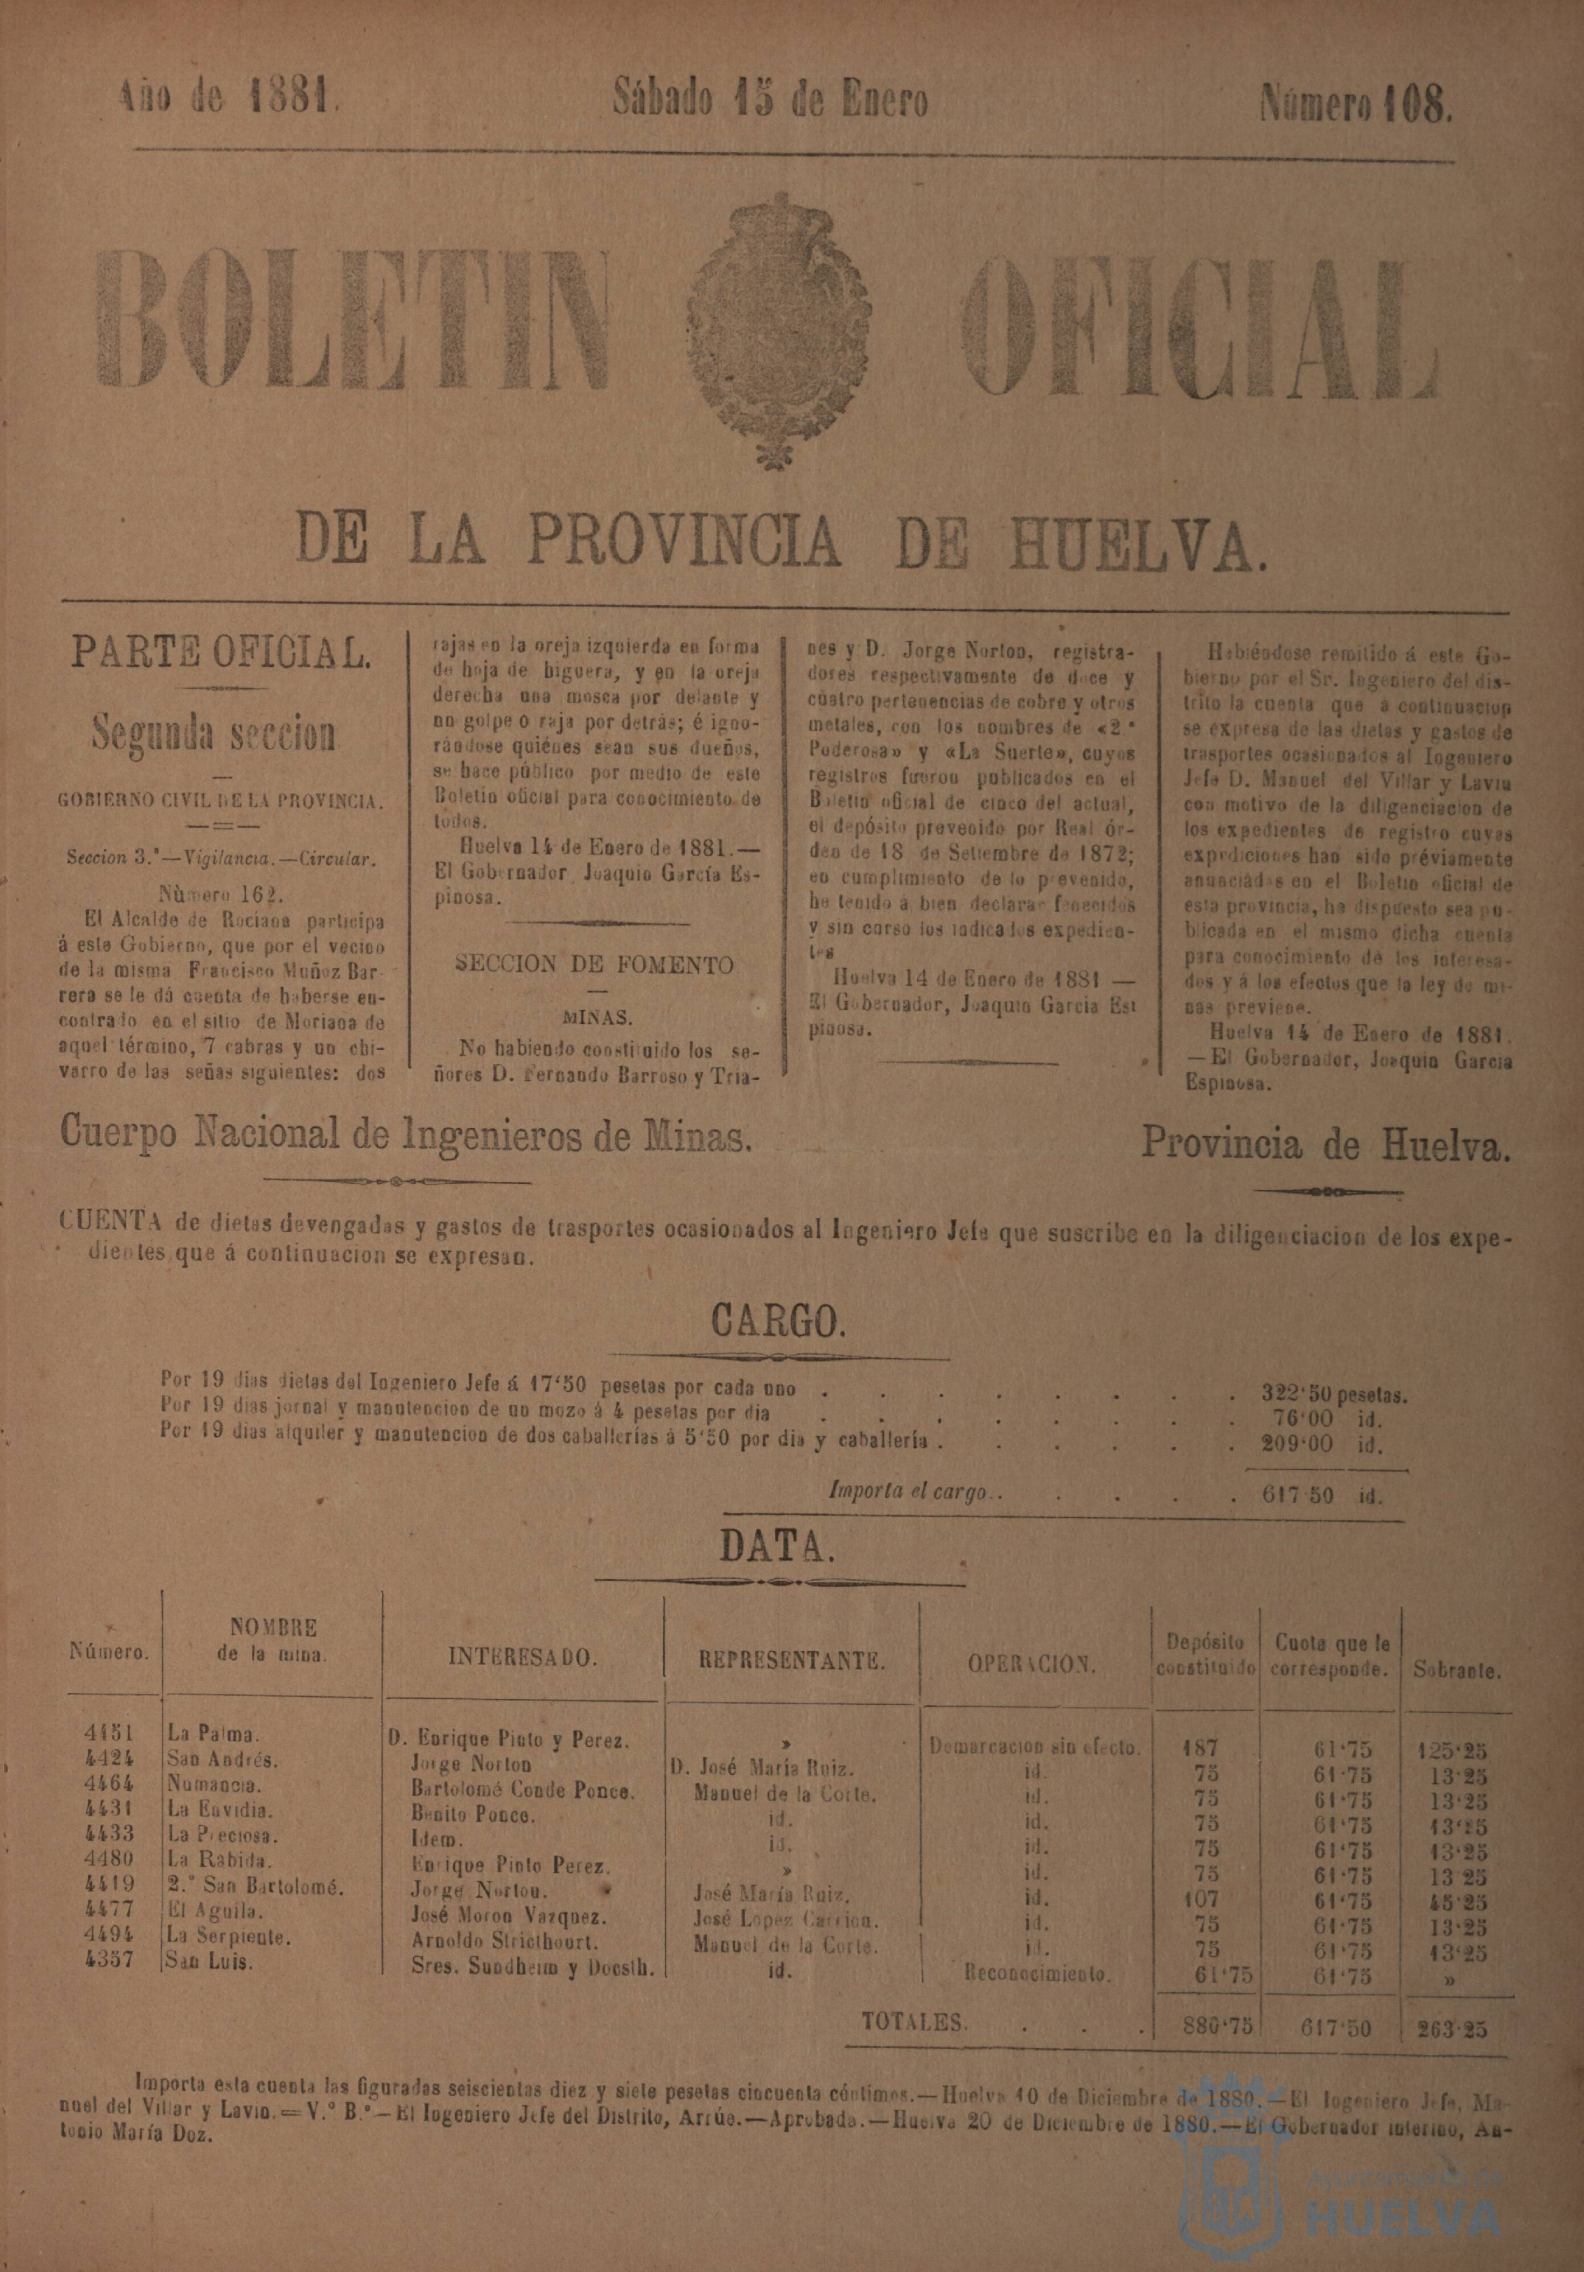 Año de 1881.
Sábado 15 de Enero
Número 108.
BOLETIN OFICIAL
DE LA PROVINCIA DE HUELVA.
PARTE OFICIAL.
Segunda seccion
GOBIERNO CIVIL DE LA PROVINCIA.
Seccion 3.ª—Vigilancia.—Circular.
Número 162.
El Alcalde de Rociana participa
á este Gobierno, que por el vecino
de la misma Francisco Muñoz Bar-
rera se le dá cuenta de haberse en-
contrado en el sitio de Moriana de
aquel término, 7 cabras y un chi-
varro de las señas siguientes: dos
rajas en la oreja izquierda en forma
de hoja de higuera, y en la oreja
derecha una mosca por delante y
no golpe ó raja por detrás; é igno-
rándose quiénes sean sus dueños,
se hace público por medio de este
Boletin oficial para conocimiento de
todos.
Huelva 14 de Enero de 1881.—
El Gobernador, Joaquin García Es-
pinosa.
SECCION DE FOMENTO
MINAS.
No habiendo constituido los se-
ñores D. Fernando Barroso y Tria-
nes y D. Jorge Norton, registra-
dores respectivamente de doce y
cuatro pertenencias de cobre y otros
metales, con los nombres de «2.ª
Poderosa» y «La Suerte», cuyos
registros fueron publicados en el
Boletin oficial de cinco del actual,
el depósito prevenido por Real ór-
den de 18 de Setiembre de 1872;
en cumplimiento de lo prevenido,
he tenido á bien declarar fenecidos
y sin curso los indicados expedien-
tes
Huelva 14 de Enero de 1881—
El Gobernador, Joaquin Garcia Es
pinosa.
Habiéndose remitido á este Go-
bierno por el Sr. Ingeniero del dis-
trito la cuenta que á continuacion
se expresa de las dietas y gastos de
trasportes ocasionados al Ingeniero
Jefe D. Manuel del Villar y Lavin
con motivo de la diligenciacion de
los expedientes de registro cuyas
expediciones han sido préviamente
anunciadas en el Boletin oficial de
esta provincia, he dispuesto sea pu-
blicada en el mismo dicha cuenta
para conocimiento de los interesa-
dos y á los efectos que la ley de mi-
nas previene.
Huelva 14 de Enero de 1881.
—El Gobernador, Joaquin Garcia
Espinosa.
Cuerpo Nacional de Ingenieros de Minas.
Provincia de Huelva.
CUENTA de dietas devengadas y gastos de trasportes ocasionados al Ingeniero Jefe que suscribe en la diligenciacion de los expe-
dientes que á continuacion se expresan.
CARGO.
Por 19 dias dietas del Ingeniero Jefe á 17'50 pesetas por cada uno . . . . . . . . 322'50 pesetas.
Por 19 dias jornal y manutencion de un mozo á 4 pesetas por dia . . . . . . . . 76'00 id.
Por 19 dias alquiler y manutencion de dos caballerías á 5'50 por dia y caballería . . . . . . 209'00 id.
Importa el cargo.. . . . . 617'50 id.
DATA.
Número. NOMBRE de la mina. INTERESADO. REPRESENTANTE. OPERACION. Depósito constituido Cuota que le corresponde. Sobrante.
4451 La Palma. D. Enrique Pinto y Perez. » Demarcacion sin efecto. 187 61'75 125'25
4424 San Andrés. Jorge Norton D. José María Ruiz. id. 75 61'75 13'25
4464 Numancia. Bartolomé Conde Ponce. Manuel de la Corte. id. 75 61'75 13'25
4431 La Envidia. Benito Ponce. id. id. 75 61'75 13'25
4433 La Preciosa. Idem. id. id. 75 61'75 13'25
4480 La Rabida. Enrique Pinto Perez. » id. 75 61'75 13'25
4419 2.º San Bartolomé. Jorge Norton. José María Ruiz. id. 107 61'75 45'25
4477 El Aguila. José Moron Vazquez. José Lopez Carrion. id. 75 61'75 13'25
4494 La Serpiente. Arnoldo Stricthourt. Manuel de la Corte. id. 75 61'75 13'25
4357 San Luis. Sres. Sundheim y Doesth. id. Reconocimiento. 61'75 61'75 »
TOTALES. . . . 880'75 617'50 263'25
Importa esta cuenta las figuradas seiscientas diez y siete pesetas cincuenta céntimos.—Huelva 10 de Diciembre de 1880.—El Ingeniero Jefe, Ma-
nuel del Villar y Lavin.=V.º B.º—El Ingeniero Jefe del Distrito, Arrúe.—Aprobada.—Huelva 20 de Diciembre de 1880.—El Gobernador interino, An-
tonio María Doz.
Ayuntamiento de
HUELVA